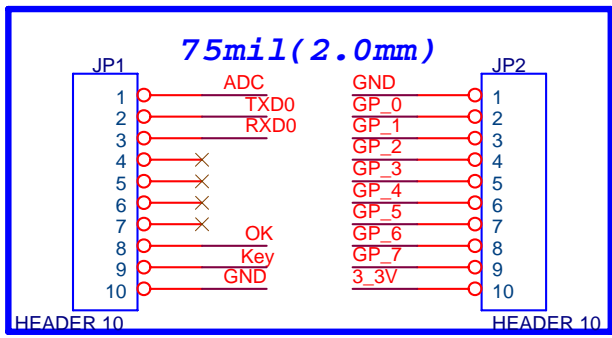 75mil(2.0mm)
JP1 JP2
1 ADC GND 1
2 TXD0 GP_0 2
3 RXD0 GP_1 3
4 GP_2 4
5 GP_3 5
6 GP_4 6
7 GP_5 7
8 OK GP_6 8
9 Key GP_7 9
10 GND 3_3V 10
HEADER 10 HEADER 10